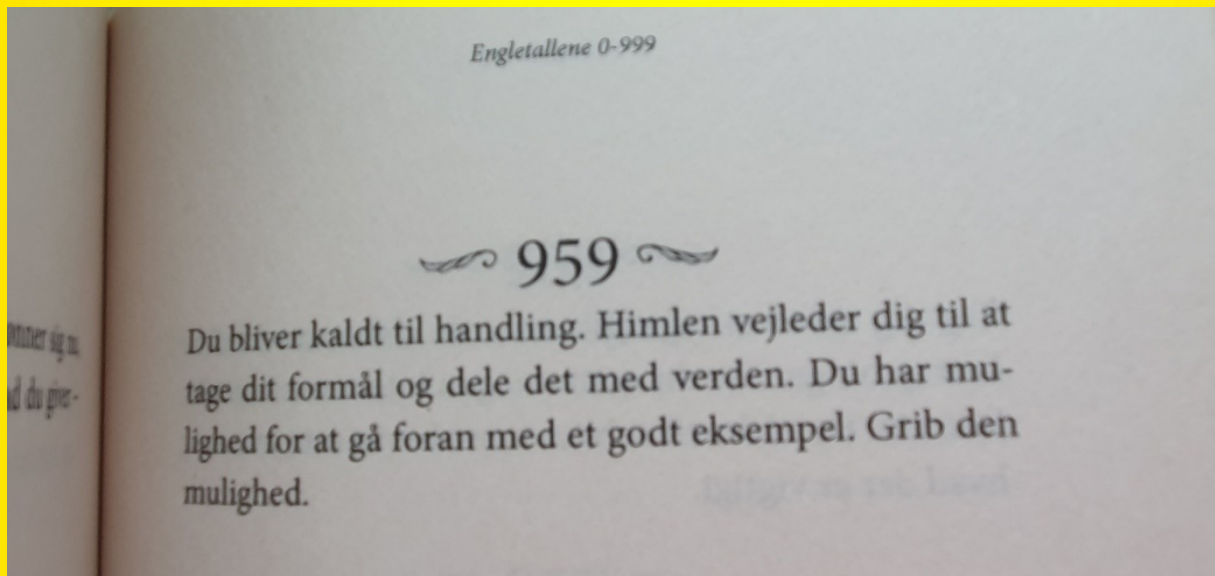 Engletallene 0-999
959
Du bliver kaldt til handling. Himlen vejleder dig til at
tage dit formål og dele det med verden. Du har mu-
lighed for at gå foran med et godt eksempel. Grib den
mulighed.